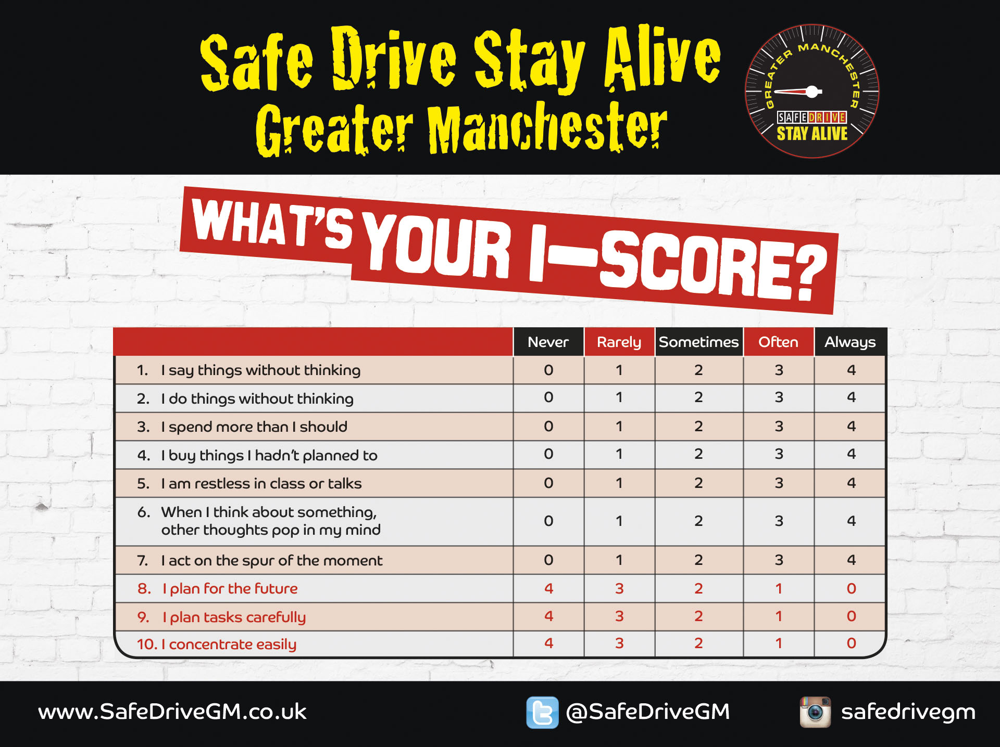 Safe Drive Stay Alive
Greater Manchester
GREATER MANCHESTER
SAFEDRIVE
STAY ALIVE
WHAT'S YOUR I-SCORE?
Never Rarely Sometimes Often Always
1. I say things without thinking 0 1 2 3 4
2. I do things without thinking 0 1 2 3 4
3. I spend more than I should 0 1 2 3 4
4. I buy things I hadn't planned to 0 1 2 3 4
5. I am restless in class or talks 0 1 2 3 4
6. When I think about something,
other thoughts pop in my mind 0 1 2 3 4
7. I act on the spur of the moment 0 1 2 3 4
8. I plan for the future 4 3 2 1 0
9. I plan tasks carefully 4 3 2 1 0
10. I concentrate easily 4 3 2 1 0
www.SafeDriveGM.co.uk @SafeDriveGM safedrivegm